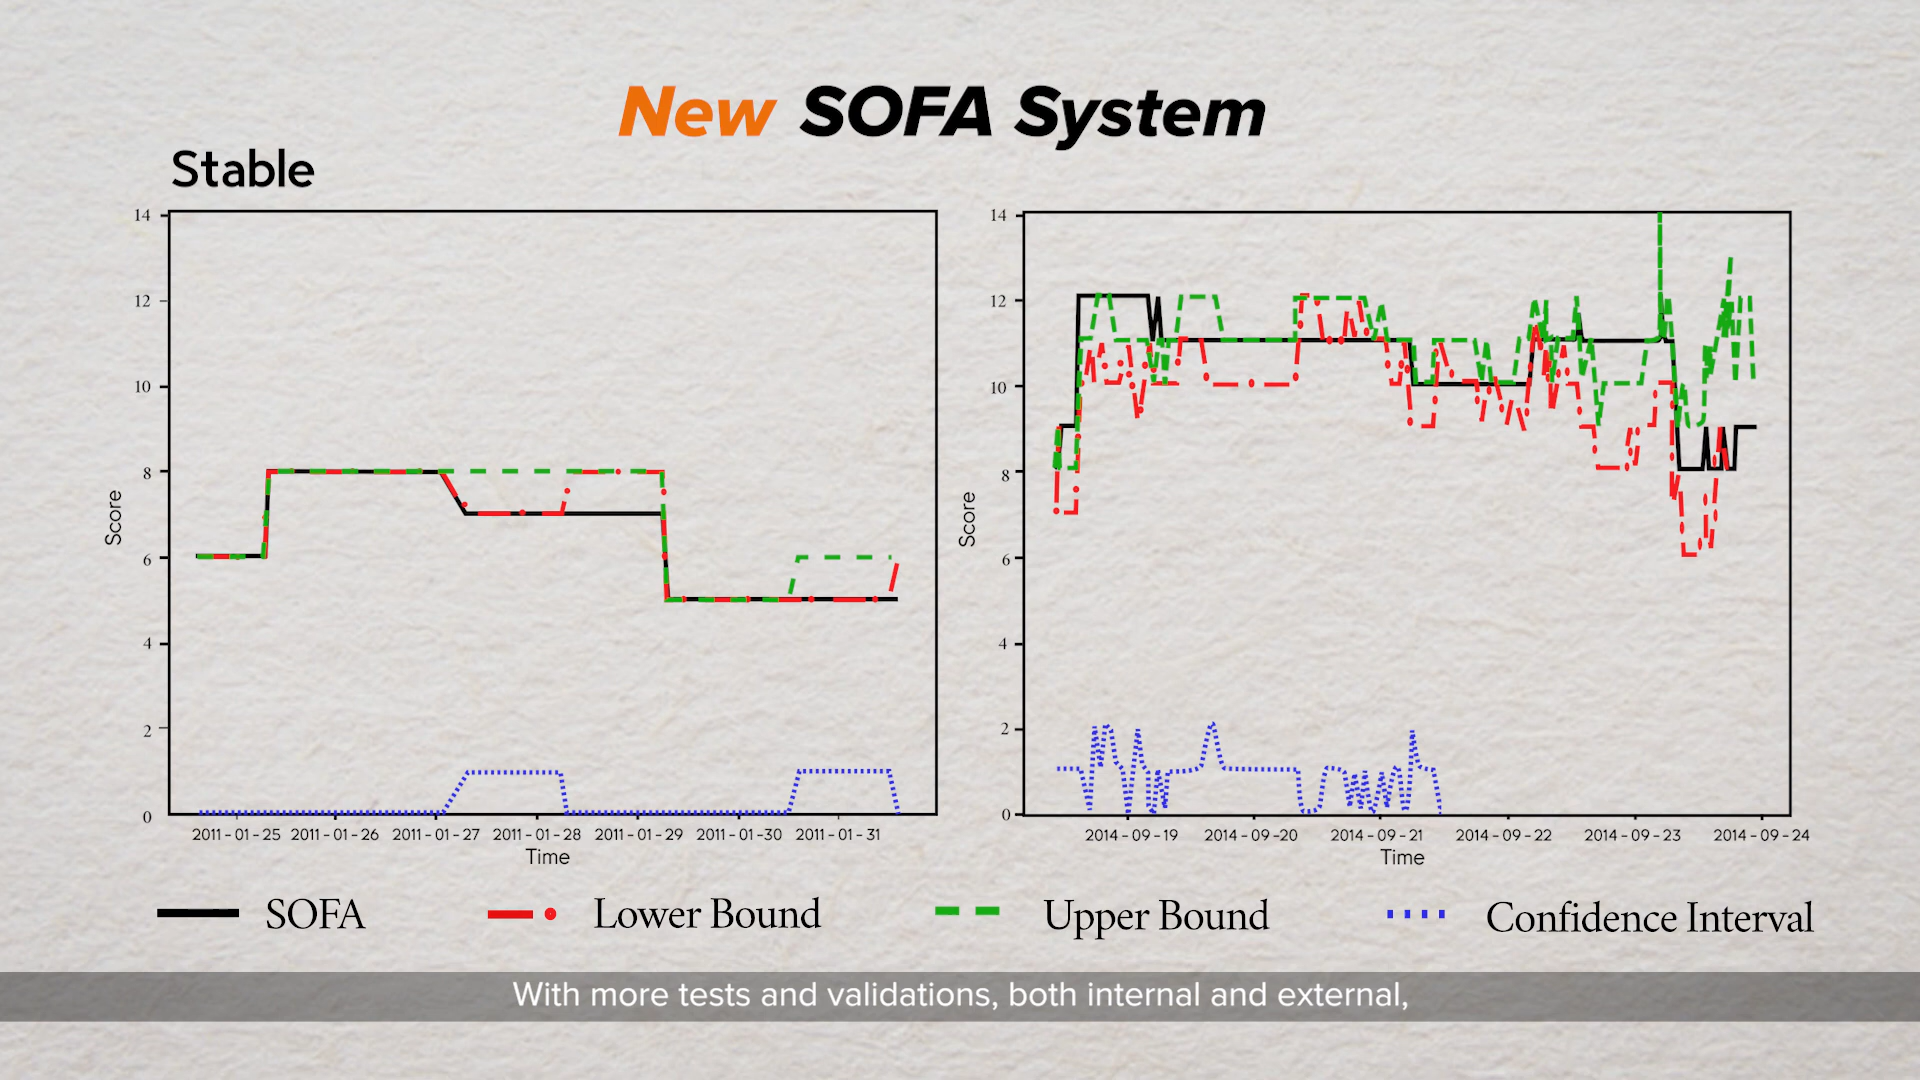 New SOFA System
Stable
14
12
10
8
6
4
2
0
Score
2011-01-25 2011-01-26 2011-01-27 2011-01-28 2011-01-29 2011-01-30 2011-01-31
Time
14
12
10
8
6
4
2
0
Score
2014-09-19 2014-09-20 2014-09-21 2014-09-22 2014-09-23 2014-09-24
Time
SOFA Lower Bound Upper Bound Confidence Interval
With more tests and validations, both internal and external,